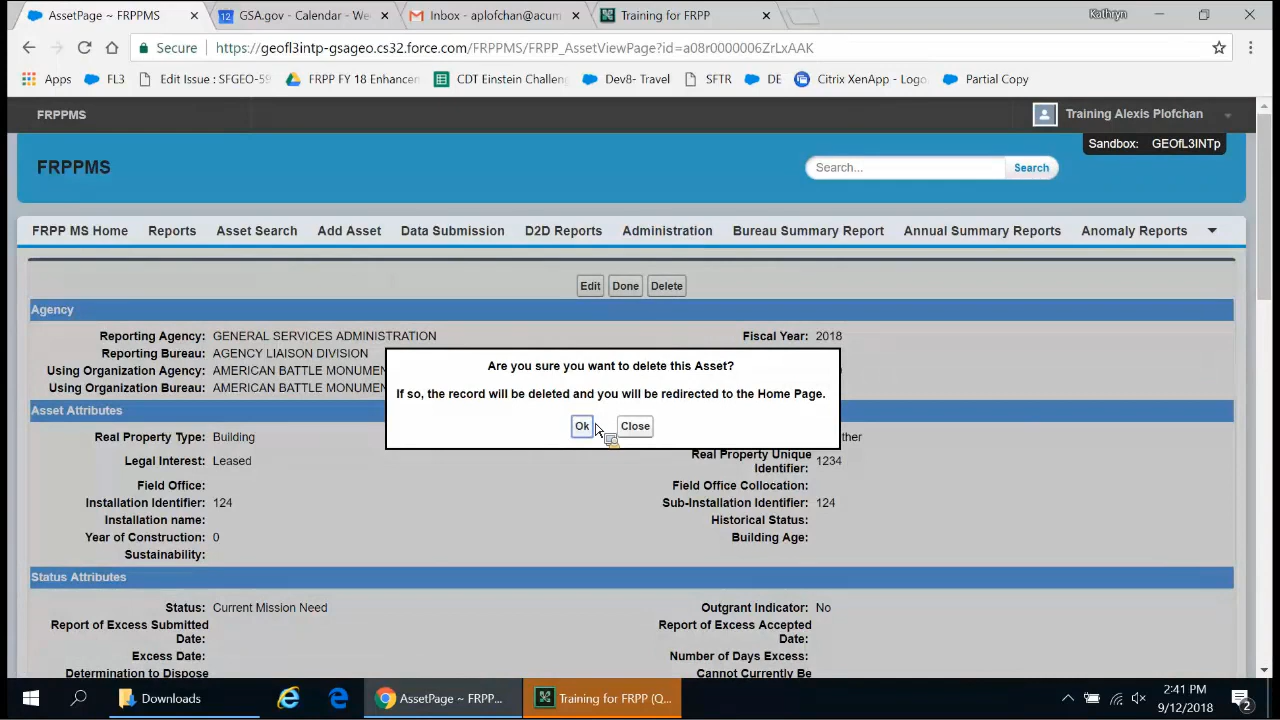 AssetPage ~ FRPPMS
GSA.gov - Calendar - We
Inbox - aplofchan@acum
Training for FRPP
Kathryn
Secure
https://geofl3intp-gsageo.cs32.force.com/FRPPMS/FRPP_AssetViewPage?id=a08r0000006ZrLxAAK
Apps
FL3
Edit Issue : SFGEO-59
FRPP FY 18 Enhancen
CDT Einstein Challeng
Dev8- Travel
SFTR
DE
Citrix XenApp - Logo
Partial Copy
FRPPMS
Training Alexis Plofchan
Sandbox: GEOfL3INTp
FRPPMS
Search...
Search
FRPP MS Home
Reports
Asset Search
Add Asset
Data Submission
D2D Reports
Administration
Bureau Summary Report
Annual Summary Reports
Anomaly Reports
Edit
Done
Delete
Agency
Reporting Agency: GENERAL SERVICES ADMINISTRATION
Fiscal Year: 2018
Reporting Bureau: AGENCY LIAISON DIVISION
Using Organization Agency: AMERICAN BATTLE MONUMEN
Using Organization Bureau: AMERICAN BATTLE MONUMEN
Are you sure you want to delete this Asset?
If so, the record will be deleted and you will be redirected to the Home Page.
Ok
Close
Asset Attributes
Real Property Type: Building
ther
Legal Interest: Leased
Real Property Unique
Identifier: 1234
Field Office:
Field Office Collocation:
Installation Identifier: 124
Sub-Installation Identifier: 124
Installation name:
Historical Status:
Year of Construction: 0
Building Age:
Sustainability:
Status Attributes
Status: Current Mission Need
Outgrant Indicator: No
Report of Excess Submitted
Date:
Report of Excess Accepted
Date:
Excess Date:
Number of Days Excess:
Determination to Dispose
Cannot Currently Be
Downloads
AssetPage ~ FRPP...
Training for FRPP (Q...
2:41 PM
9/12/2018
2